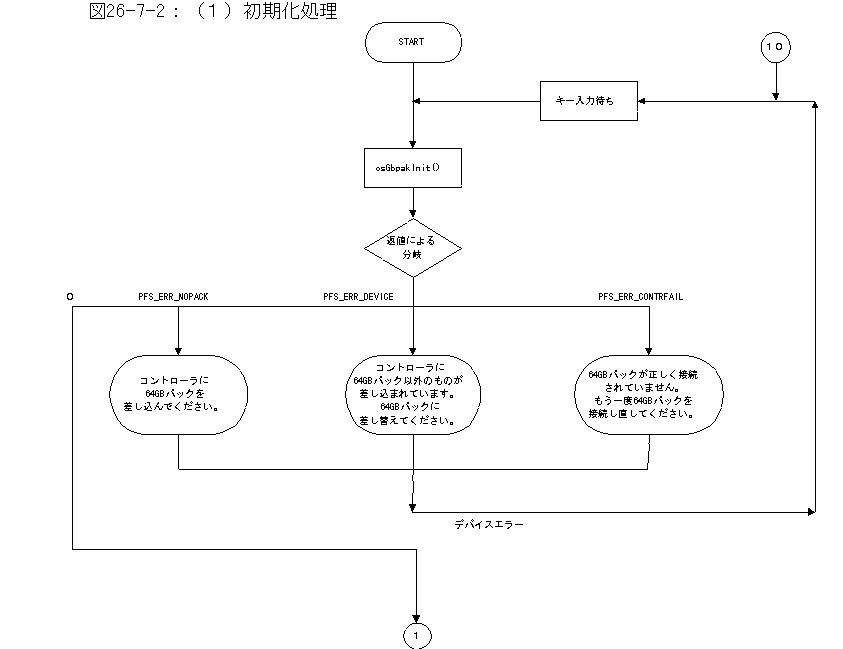 図26-7-2：（１）初期化処理
START
１０
キー入力待ち
osGbpakInit()
返値による
分岐
0
PFS_ERR_NOPACK
PFS_ERR_DEVICE
PFS_ERR_CONTRFAIL
コントローラに
64GBパックを
差し込んでください。
コントローラに
64GBパック以外のものが
差し込まれています。
64GBパックに
差し替えてください。
64GBパックが正しく接続
されていません。
もう一度64GBパックを
接続し直してください。
デバイスエラー
1